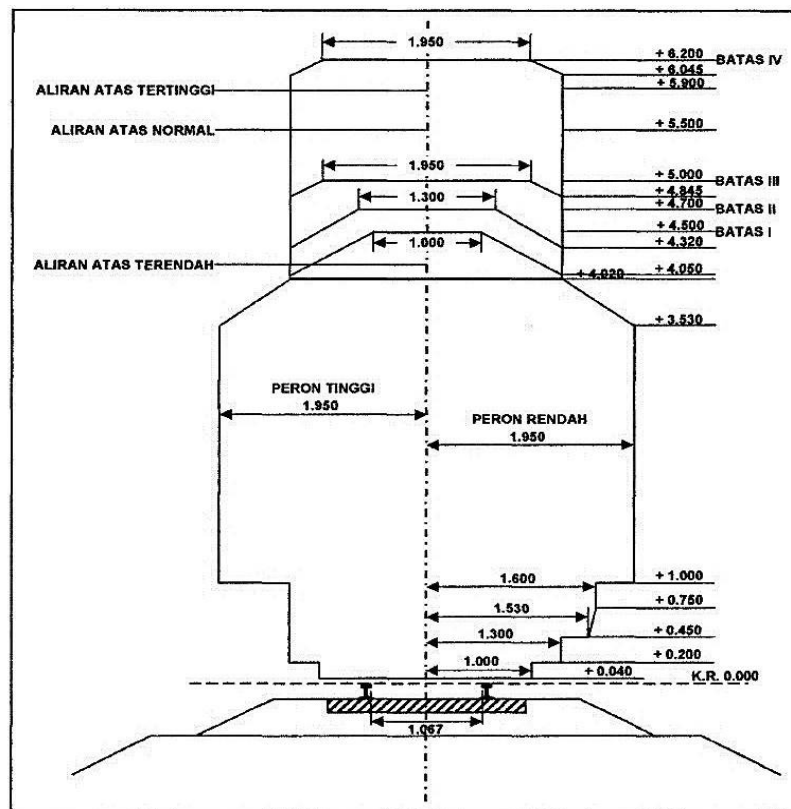 1.950
+ 6.200 BATAS IV
+ 6.045
ALIRAN ATAS TERTINGGI
+ 5.900
ALIRAN ATAS NORMAL
+ 5.500
1.950
+ 5.000 BATAS III
1.300
+ 4.845
+ 4.700 BATAS II
+ 4.500 BATAS I
1.000
+ 4.320
ALIRAN ATAS TERENDAH
+ 4.020
+ 4.050
+ 3.530
PERON TINGGI
1.950
PERON RENDAH
1.950
1.600
+ 1.000
1.530
+ 0.750
1.300
+ 0.450
1.000
+ 0.200
+ 0.040
K.R. 0.000
1.067